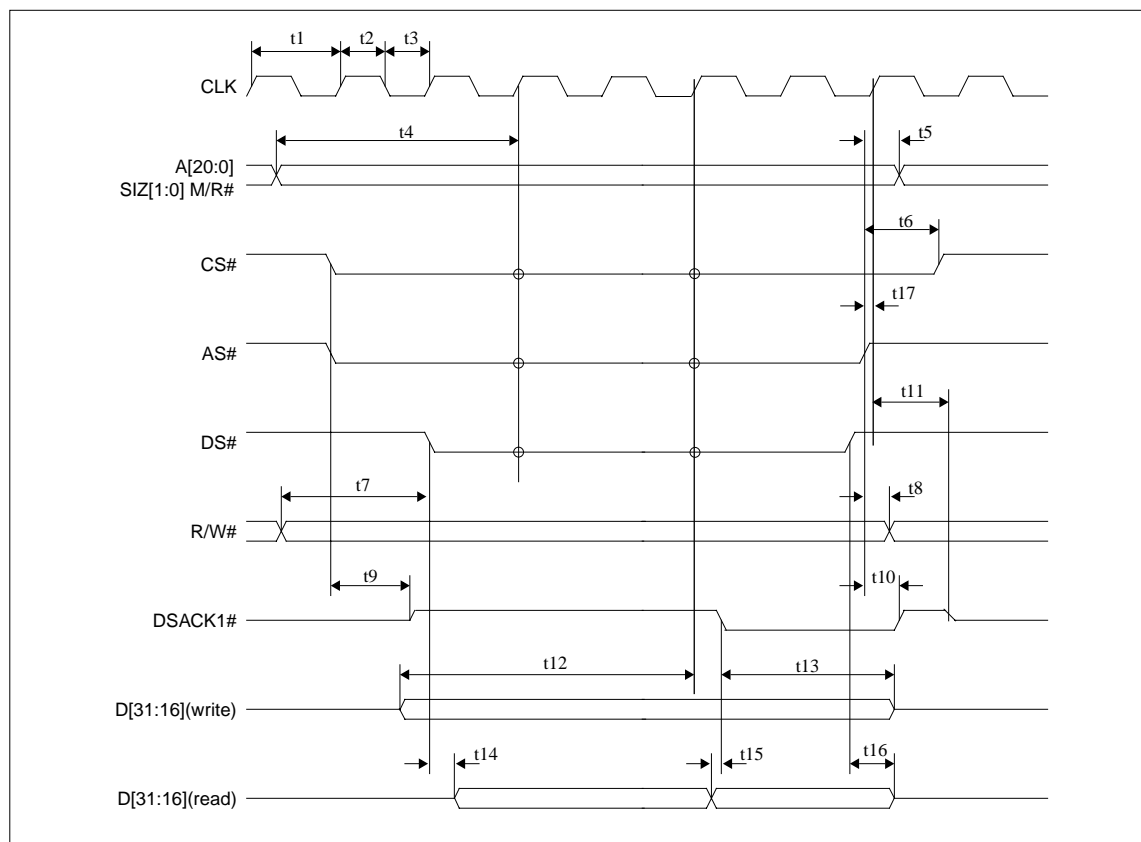 t1 t2 t3
CLK
t4 t5
A[20:0]
SIZ[1:0] M/R#
t6
CS#
t17
AS#
t11
DS#
t7 t8
R/W#
t9 t10
DSACK1#
t12 t13
D[31:16](write)
t14 t15 t16
D[31:16](read)